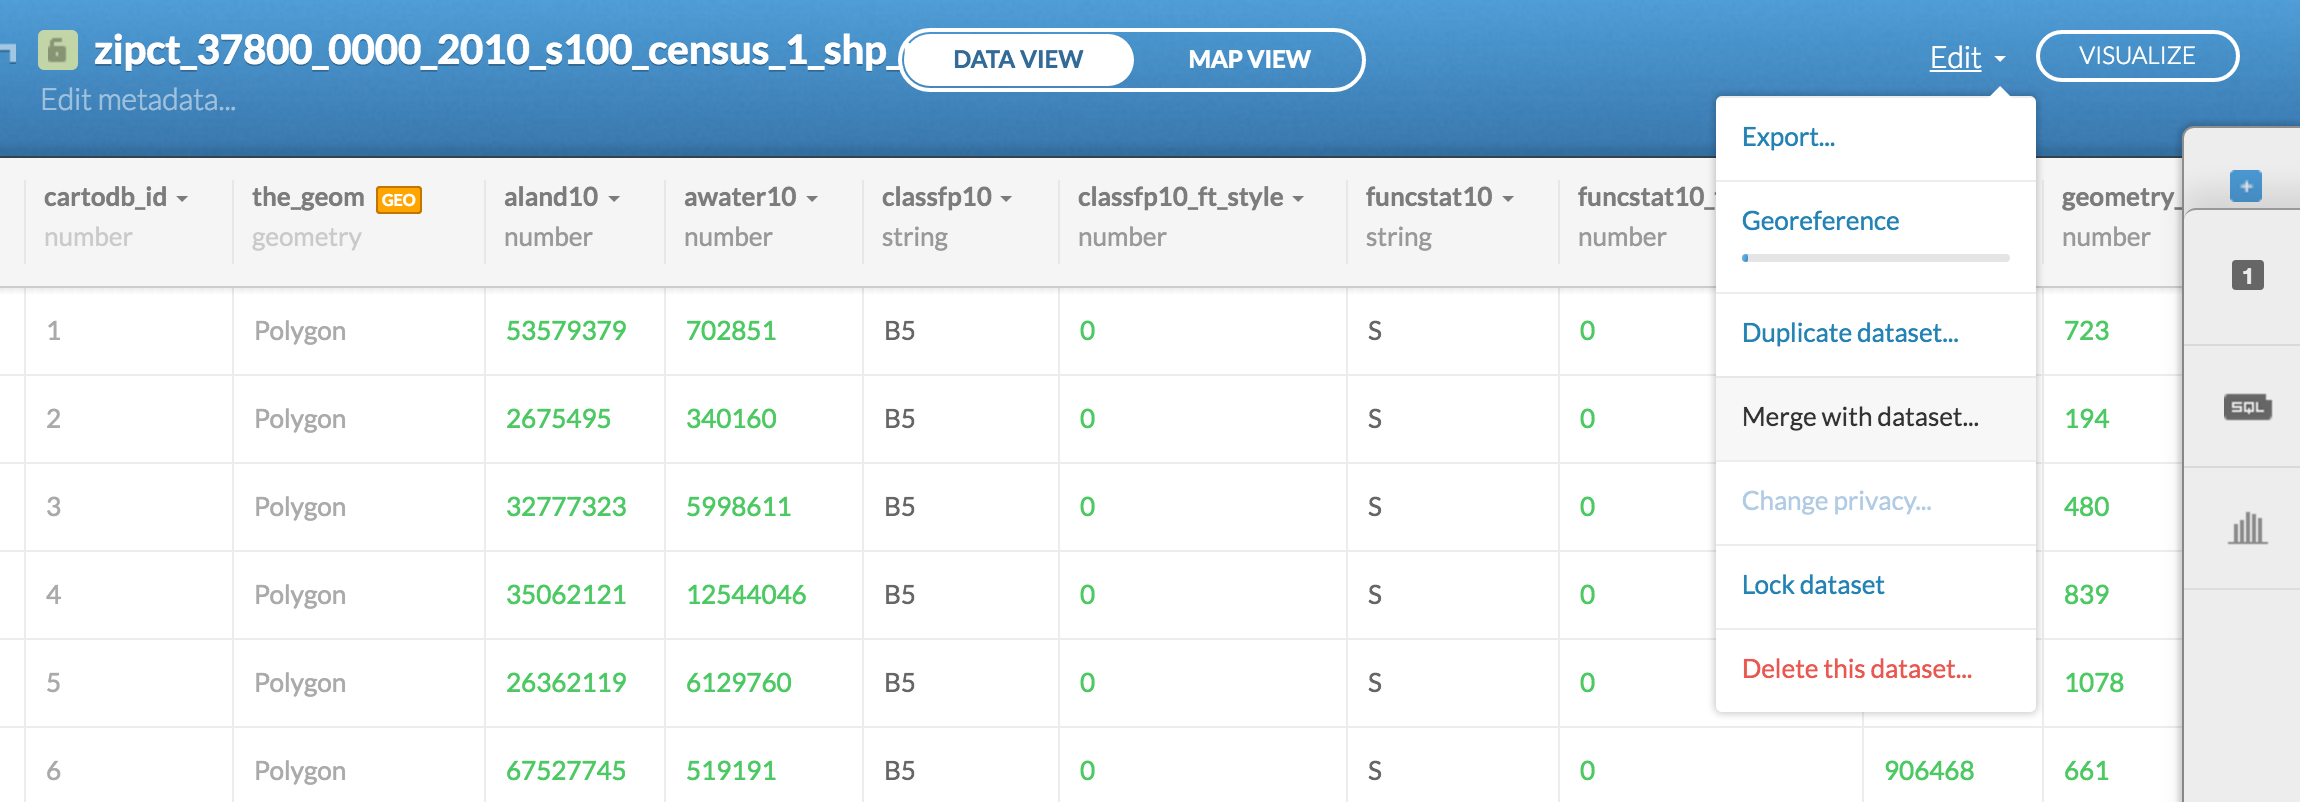 zipct_37800_0000_2010_s100_census_1_shp_
DATA VIEW
MAP VIEW
Edit
VISUALIZE
Edit metadata...
Export...
Georeference
Duplicate dataset...
Merge with dataset...
Change privacy...
Lock dataset
Delete this dataset...
cartodb_id the_geom GEO aland10 awater10 classfp10 classfp10_ft_style funcstat10 funcstat10_ geometry_
number geometry number number string number string number number
1 Polygon 53579379 702851 B5 0 S 0 723
2 Polygon 2675495 340160 B5 0 S 0 194
3 Polygon 32777323 5998611 B5 0 S 0 480
4 Polygon 35062121 12544046 B5 0 S 0 839
5 Polygon 26362119 6129760 B5 0 S 0 1078
6 Polygon 67527745 519191 B5 0 S 0 906468 661
+
1
SQL